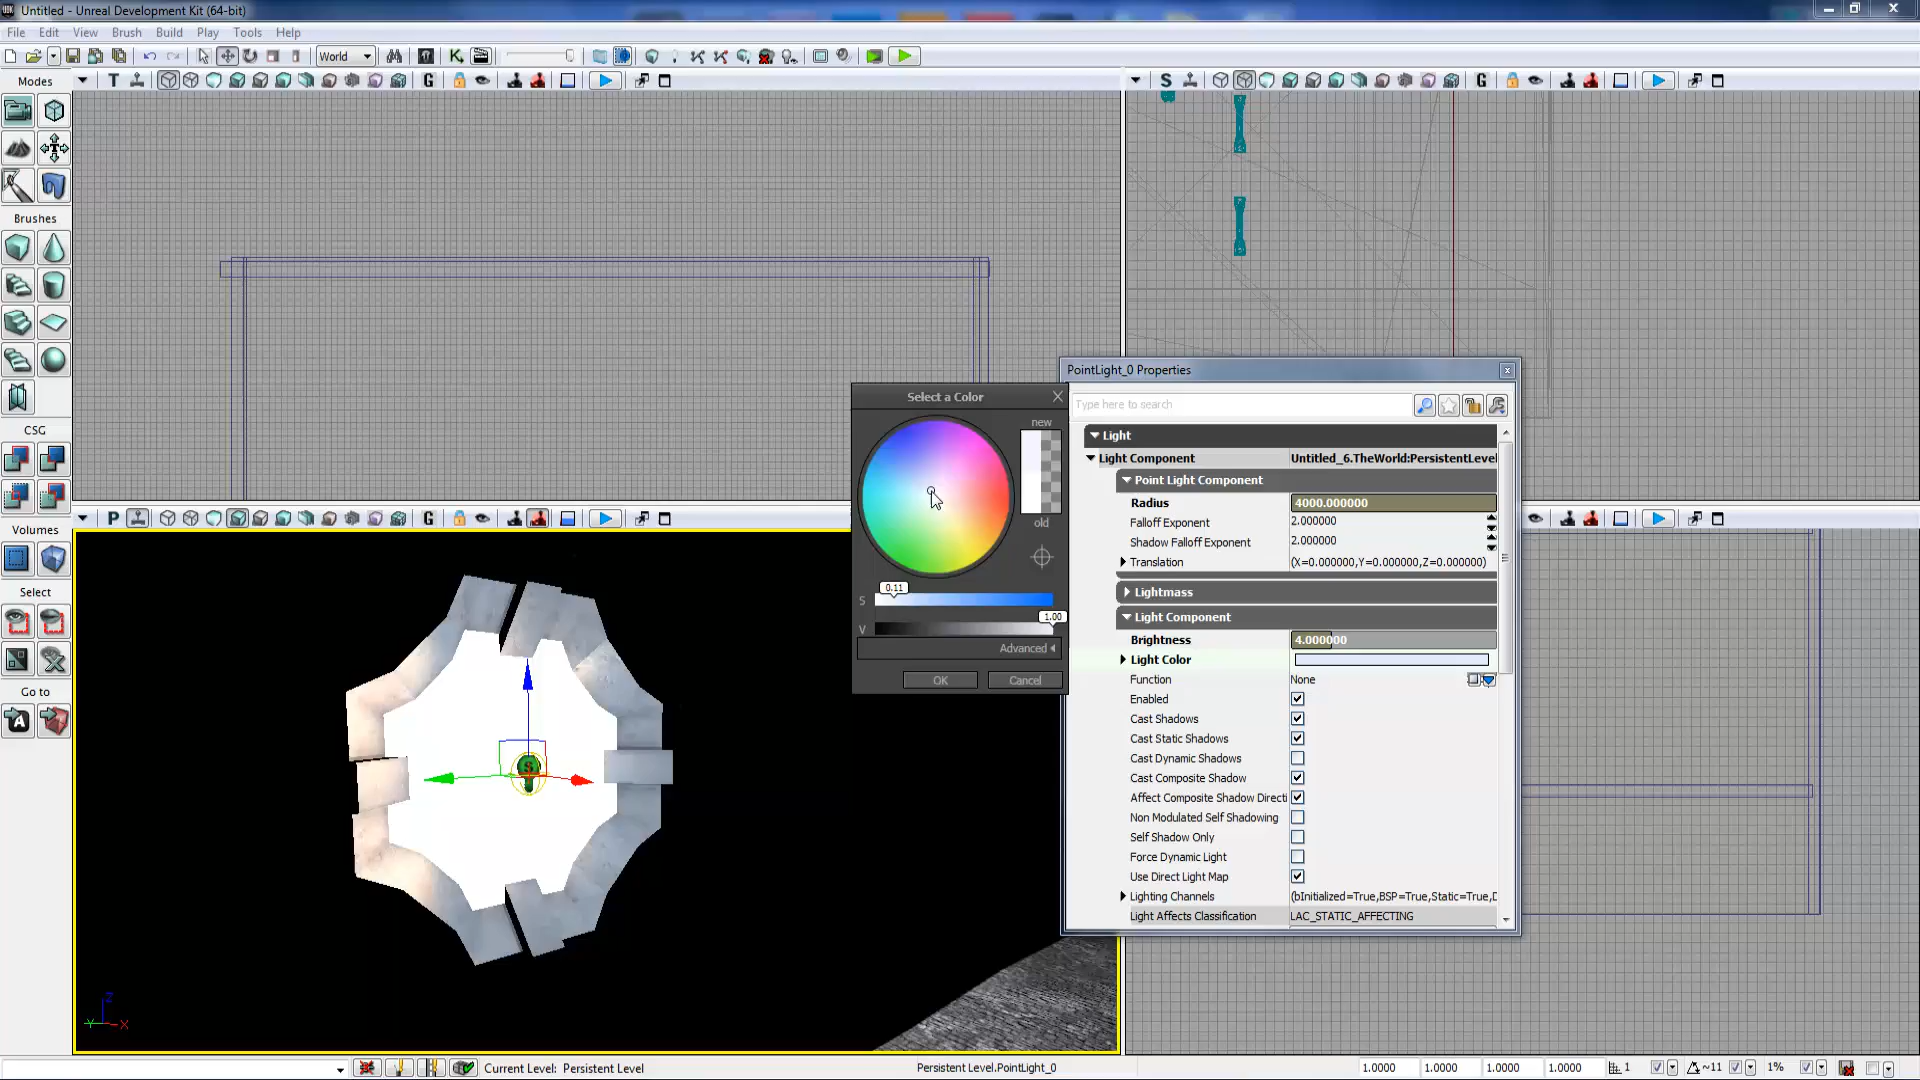 Untitled - Unreal Development Kit (64-bit)
File Edit View Brush Build Play Tools Help
World
Modes
T
G
S
G
Brushes
CSG
Volumes
Select
Go to
P
G
PointLight_0 Properties
Type here to search
Light
Light Component
Untitled_6.TheWorld:PersistentLevel
Point Light Component
Radius
4000.000000
Falloff Exponent
2.000000
Shadow Falloff Exponent
2.000000
Translation
(X=0.000000,Y=0.000000,Z=0.000000)
Lightmass
Light Component
Brightness
4.000000
Light Color
Function
None
Enabled
Cast Shadows
Cast Static Shadows
Cast Dynamic Shadows
Cast Composite Shadow
Affect Composite Shadow Directi
Non Modulated Self Shadowing
Self Shadow Only
Force Dynamic Light
Use Direct Light Map
Lighting Channels
(bInitialized=True,BSP=True,Static=True,D
Light Affects Classification
LAC_STATIC_AFFECTING
Select a Color
new
old
0.11
S
1.00
V
Advanced
OK
Cancel
Z
Y
X
Current Level: Persistent Level
Persistent Level.PointLight_0
1.0000
1.0000
1.0000
1.0000
1
~11
1%